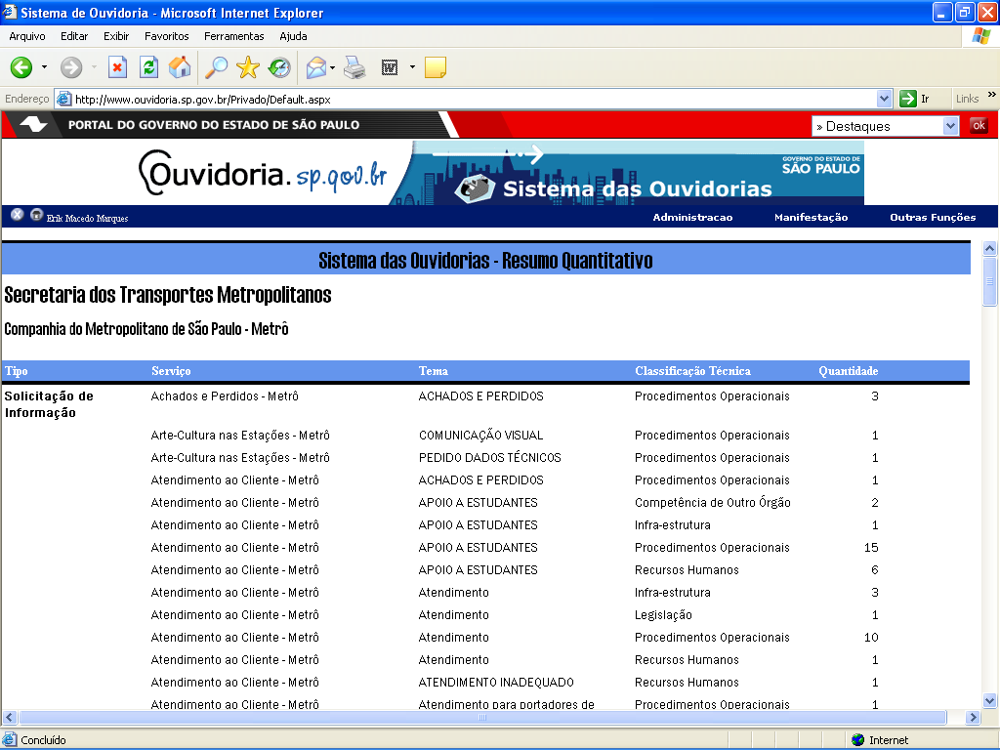 Sistema de Ouvidoria - Microsoft Internet Explorer
Arquivo Editar Exibir Favoritos Ferramentas Ajuda
Endereço http://www.ouvidoria.sp.gov.br/Privado/Default.aspx Ir Links »
PORTAL DO GOVERNO DO ESTADO DE SÃO PAULO » Destaques ok
Ouvidoria.sp.gov.br Sistema das Ouvidorias GOVERNO DO ESTADO DE SÃO PAULO
Erik Macedo Marques Administracao Manifestação Outras Funções
Sistema das Ouvidorias - Resumo Quantitativo
Secretaria dos Transportes Metropolitanos
Companhia do Metropolitano de São Paulo - Metrô
Tipo Serviço Tema Classificação Técnica Quantidade
Solicitação de Informação Achados e Perdidos - Metrô ACHADOS E PERDIDOS Procedimentos Operacionais 3
Arte-Cultura nas Estações - Metrô COMUNICAÇÃO VISUAL Procedimentos Operacionais 1
Arte-Cultura nas Estações - Metrô PEDIDO DADOS TÉCNICOS Procedimentos Operacionais 1
Atendimento ao Cliente - Metrô ACHADOS E PERDIDOS Procedimentos Operacionais 1
Atendimento ao Cliente - Metrô APOIO A ESTUDANTES Competência de Outro Órgão 2
Atendimento ao Cliente - Metrô APOIO A ESTUDANTES Infra-estrutura 1
Atendimento ao Cliente - Metrô APOIO A ESTUDANTES Procedimentos Operacionais 15
Atendimento ao Cliente - Metrô APOIO A ESTUDANTES Recursos Humanos 6
Atendimento ao Cliente - Metrô Atendimento Infra-estrutura 3
Atendimento ao Cliente - Metrô Atendimento Legislação 1
Atendimento ao Cliente - Metrô Atendimento Procedimentos Operacionais 10
Atendimento ao Cliente - Metrô Atendimento Recursos Humanos 1
Atendimento ao Cliente - Metrô ATENDIMENTO INADEQUADO Recursos Humanos 1
Atendimento ao Cliente - Metrô Atendimento para portadores de Procedimentos Operacionais 1
Concluído Internet